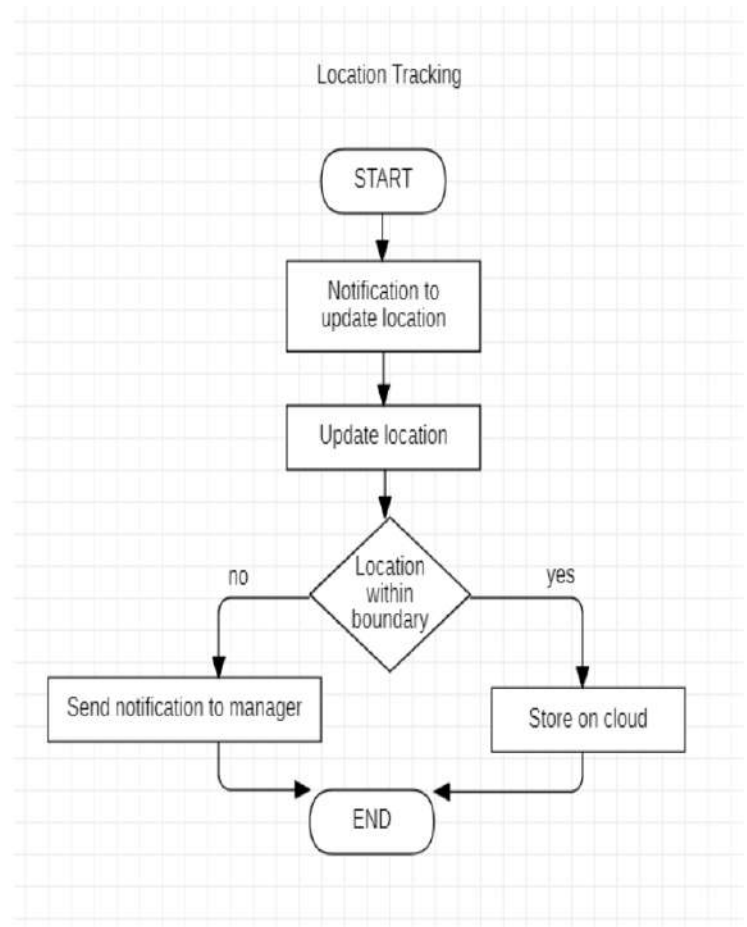 Location Tracking
START
Notification to
update location
Update location
Location
within
boundary
no
yes
Send notification to manager
Store on cloud
END